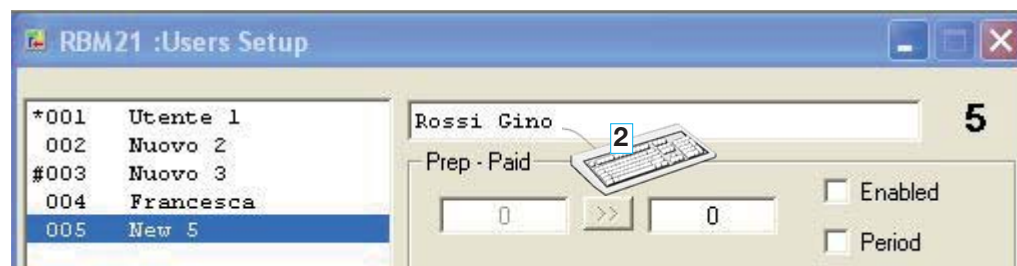 RBM21 :Users Setup
*001 Utente 1
002 Nuovo 2
#003 Nuovo 3
004 Francesca
005 New 5
Rossi Gino
5
2
Prep - Paid
0 >> 0
Enabled
Period